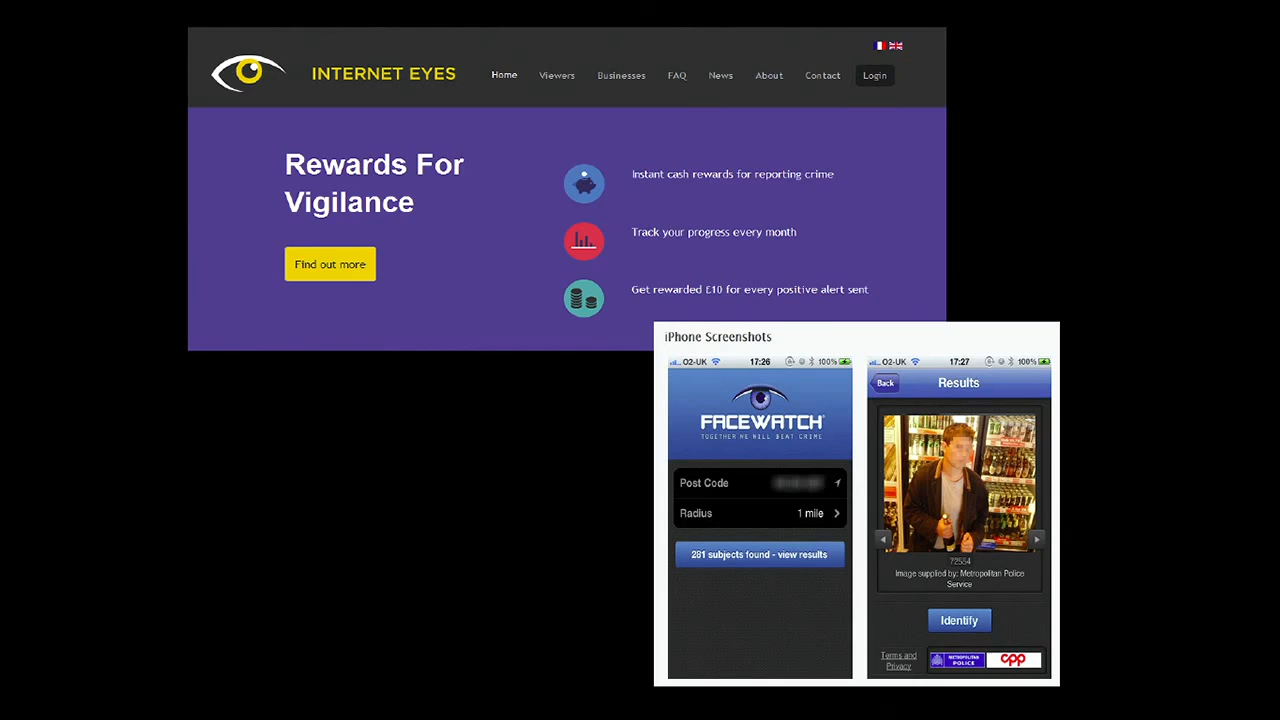 INTERNET EYES
Home Viewers Businesses FAQ News About Contact Login
Rewards For
Vigilance
Find out more
Instant cash rewards for reporting crime
Track your progress every month
Get rewarded £10 for every positive alert sent
iPhone Screenshots
O2-UK 17:26 100%
FACEWATCH
TOGETHER WE WILL BEAT CRIME
Post Code
Radius 1 mile
281 subjects found - view results
O2-UK 17:27 100%
Back Results
72554
Image supplied by: Metropolitan Police
Service
Identify
Terms and
Privacy
METROPOLITAN
POLICE
cpp